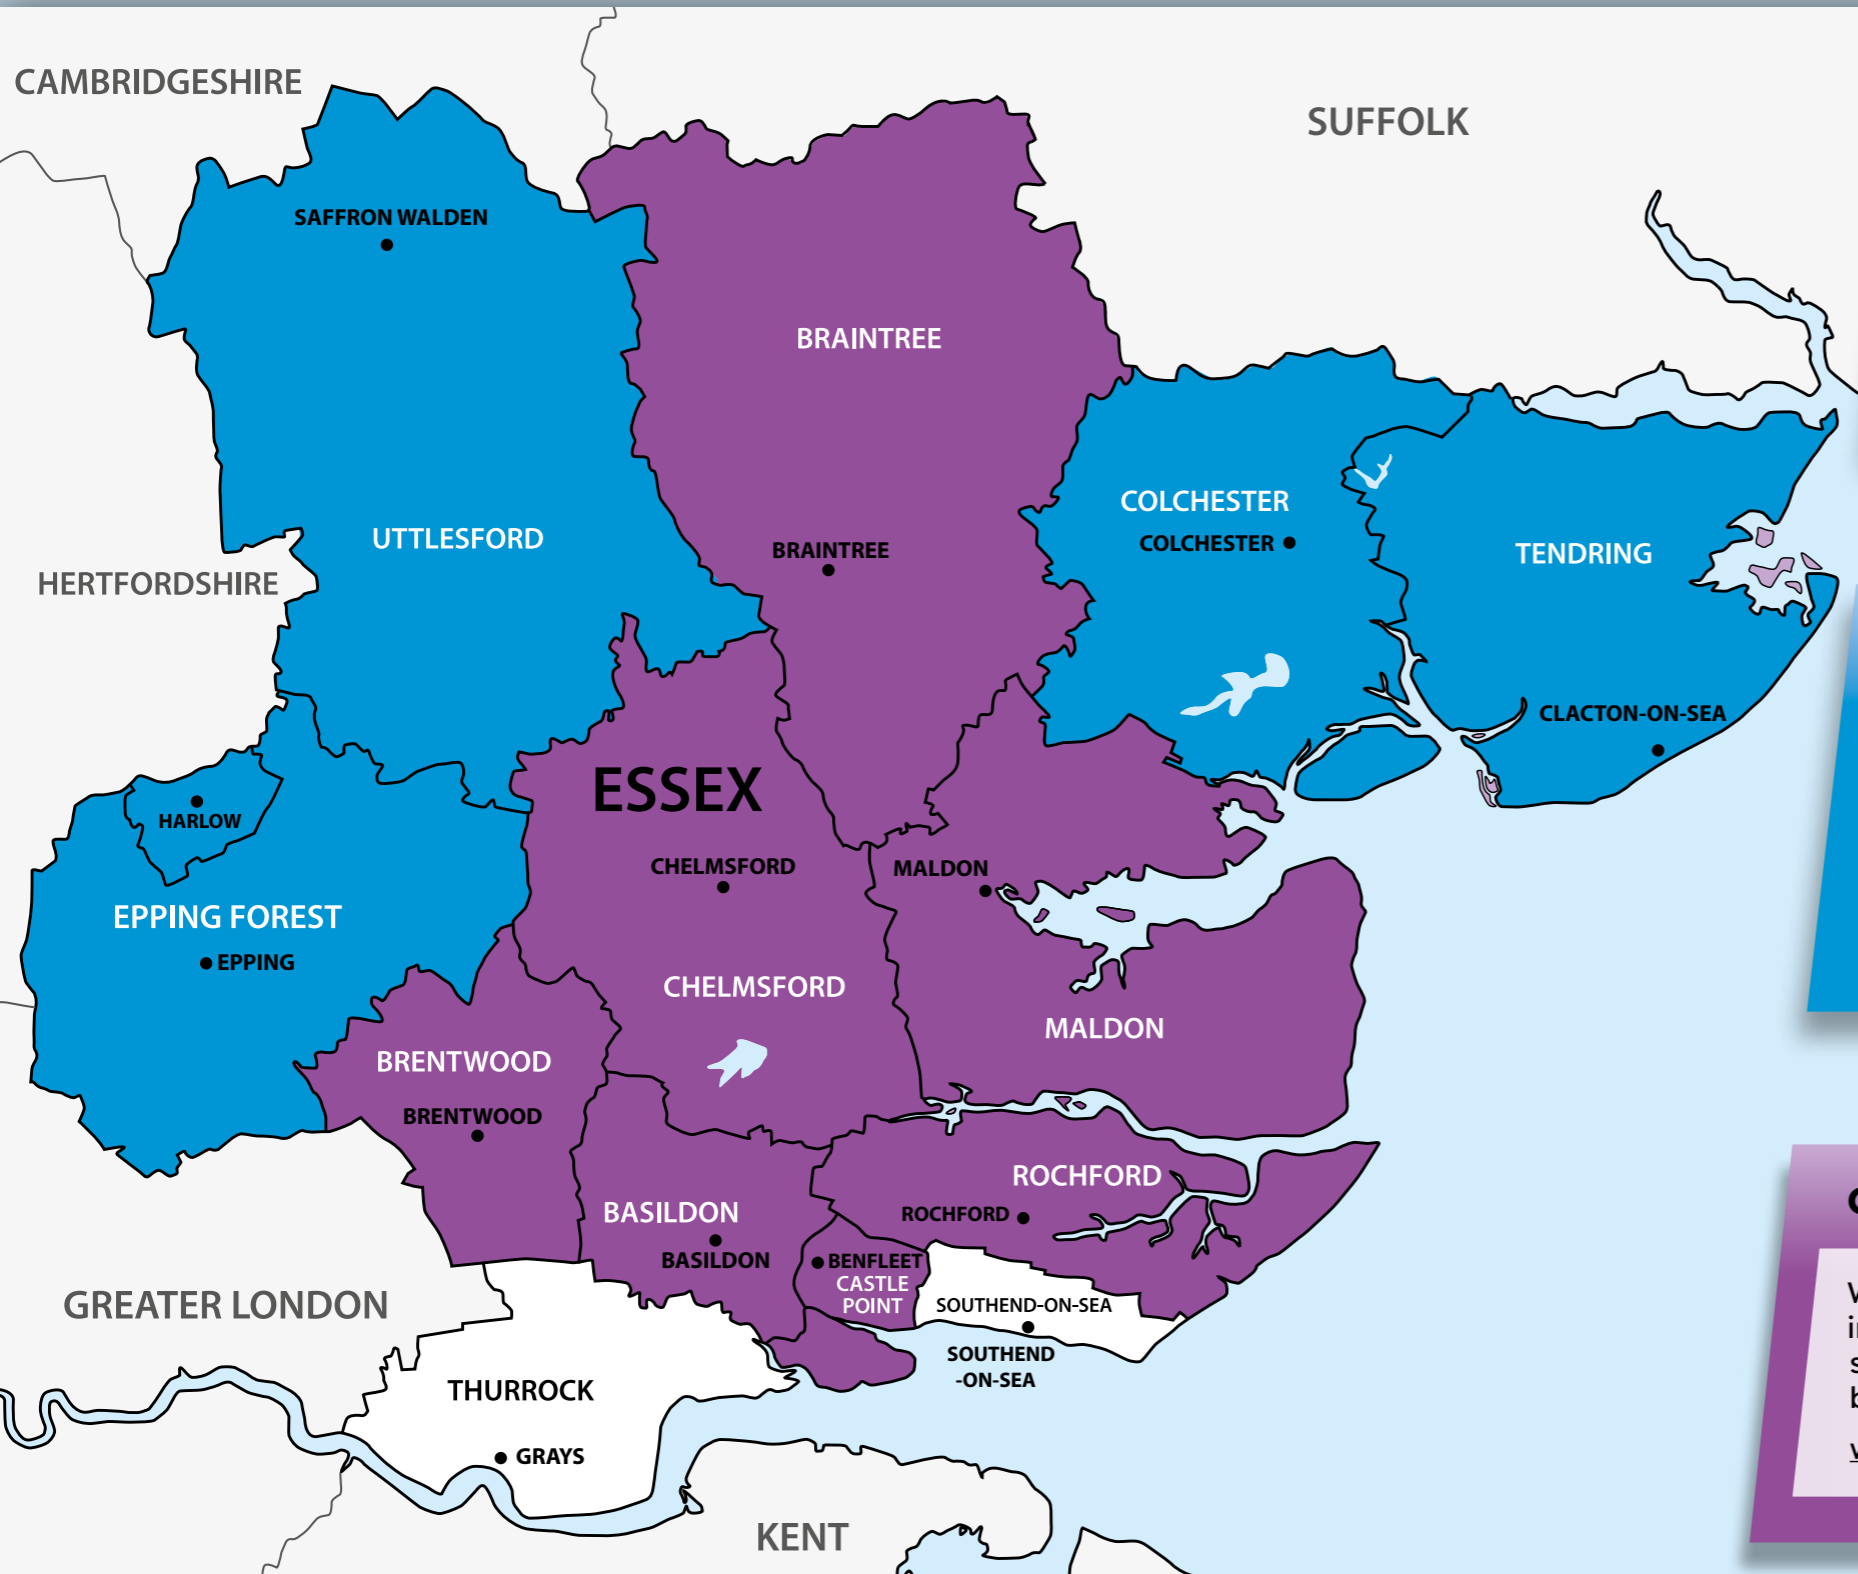 CAMBRIDGESHIRE
SUFFOLK
SAFFRON WALDEN
BRAINTREE
COLCHESTER
COLCHESTER
UTTLESFORD
BRAINTREE
TENDRING
HERTFORDSHIRE
CLACTON-ON-SEA
ESSEX
HARLOW
CHELMSFORD
MALDON
EPPING FOREST
EPPING
CHELMSFORD
MALDON
BRENTWOOD
BRENTWOOD
ROCHFORD
BASILDON
ROCHFORD
BASILDON
BENFLEET
CASTLE
POINT
GREATER LONDON
SOUTHEND-ON-SEA
SOUTHEND
-ON-SEA
THURROCK
GRAYS
KENT